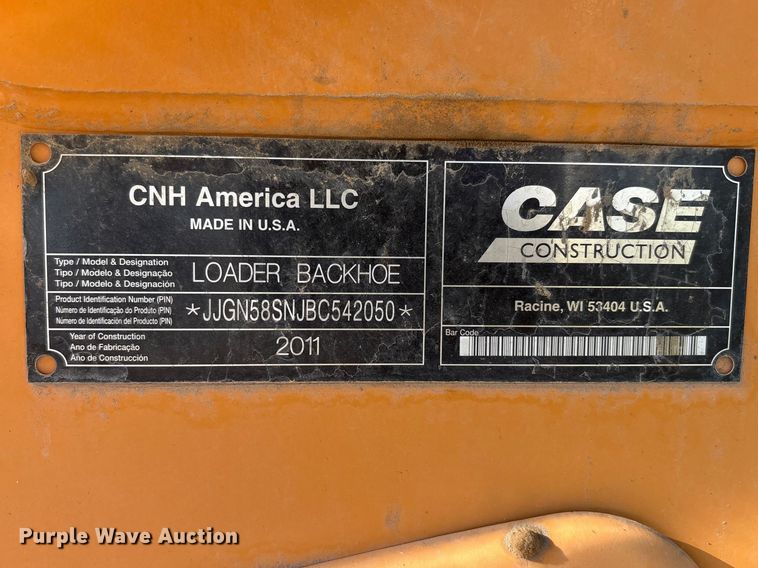 CNH America LLC
MADE IN U.S.A.
Type / Model & Designation
Tipo / Modelo & Designação
Tipo / Modelo & Designación
LOADER BACKHOE
Product Identification Number (PIN)
Número de Identificação do Produto (PIN)
Número de Identificación del Producto (PIN)
*JJGN58SNJBC542050*
Year of Construction
Ano de Fabricação
Año de Construcción
2011
CASE
CONSTRUCTION
Racine, WI 53404 U.S.A.
Bar Code
Purple Wave Auction®